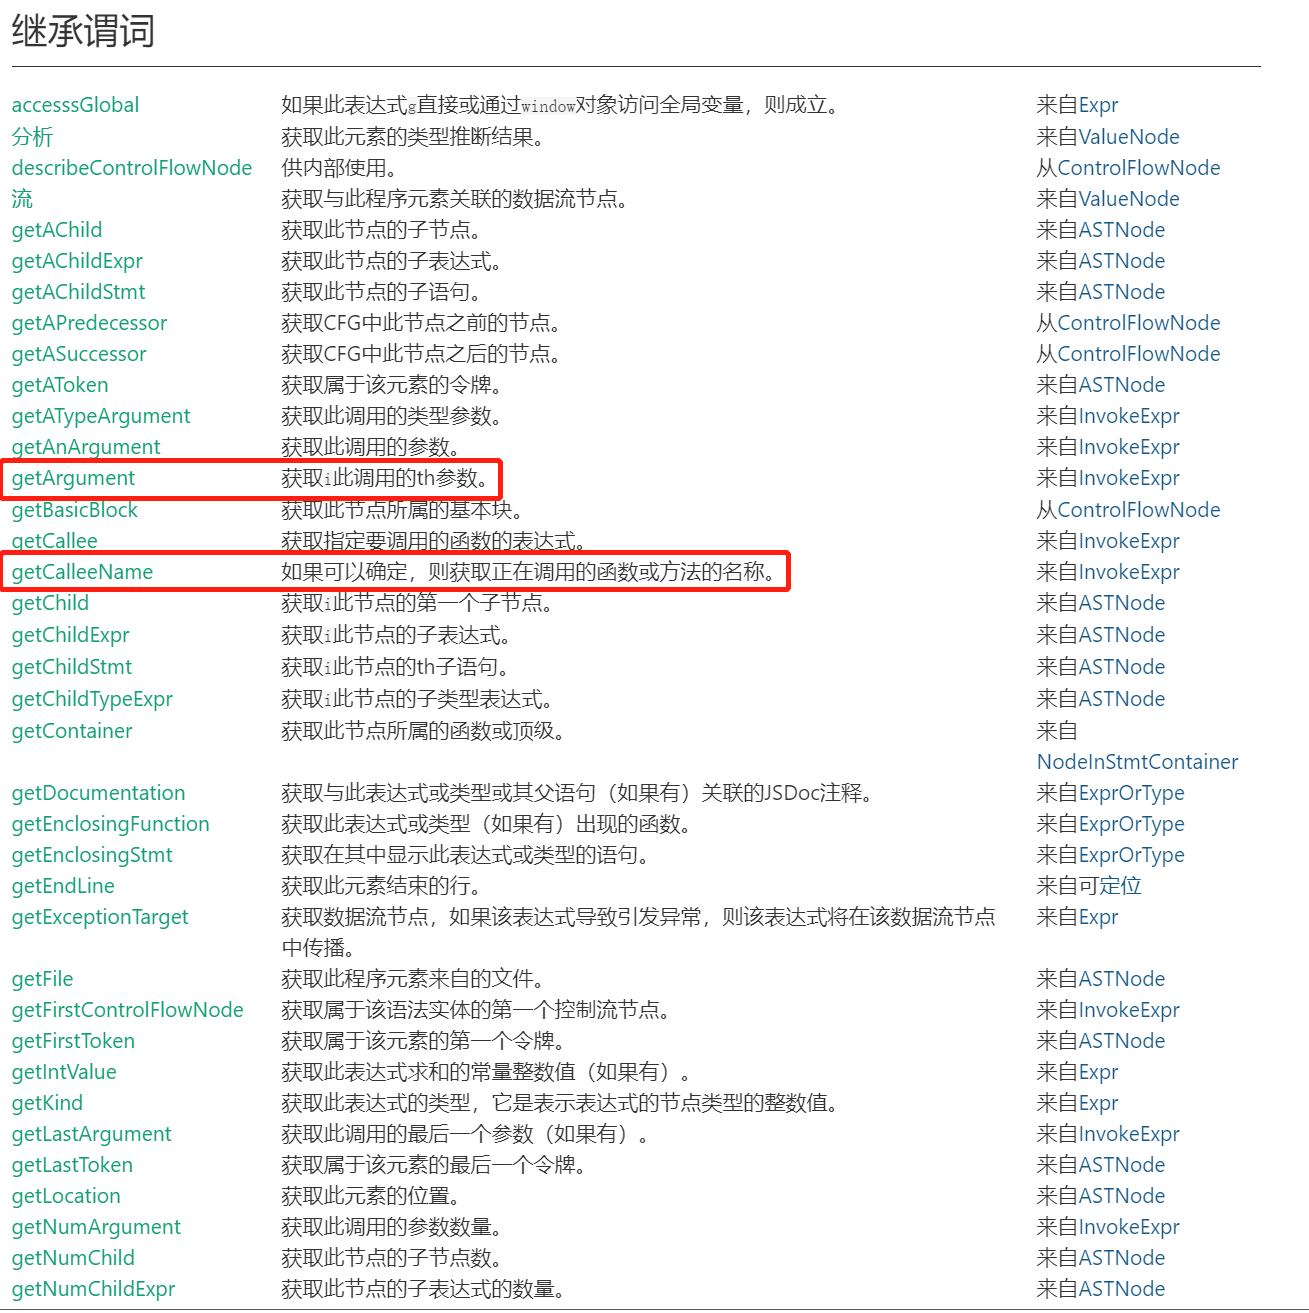 继承谓词
accesssGlobal 如果此表达式g直接或通过window对象访问全局变量，则成立。 来自Expr
分析 获取此元素的类型推断结果。 来自ValueNode
describeControlFlowNode 供内部使用。 从ControlFlowNode
流 获取与此程序元素关联的数据流节点。 来自ValueNode
getAChild 获取此节点的子节点。 来自ASTNode
getAChildExpr 获取此节点的子表达式。 来自ASTNode
getAChildStmt 获取此节点的子语句。 来自ASTNode
getAPredecessor 获取CFG中此节点之前的节点。 从ControlFlowNode
getASuccessor 获取CFG中此节点之后的节点。 从ControlFlowNode
getAToken 获取属于该元素的令牌。 来自ASTNode
getATypeArgument 获取此调用的类型参数。 来自InvokeExpr
getAnArgument 获取此调用的参数。 来自InvokeExpr
getArgument 获取i此调用的th参数。 来自InvokeExpr
getBasicBlock 获取此节点所属的基本块。 从ControlFlowNode
getCallee 获取指定要调用的函数的表达式。 来自InvokeExpr
getCalleeName 如果可以确定，则获取正在调用的函数或方法的名称。 来自InvokeExpr
getChild 获取i此节点的第一个子节点。 来自ASTNode
getChildExpr 获取i此节点的子表达式。 来自ASTNode
getChildStmt 获取i此节点的th子语句。 来自ASTNode
getChildTypeExpr 获取i此节点的子类型表达式。 来自ASTNode
getContainer 获取此节点所属的函数或顶级。 来自
NodeInStmtContainer
getDocumentation 获取与此表达式或类型或其父语句（如果有）关联的JSDoc注释。 来自ExprOrType
getEnclosingFunction 获取此表达式或类型（如果有）出现的函数。 来自ExprOrType
getEnclosingStmt 获取在其中显示此表达式或类型的语句。 来自ExprOrType
getEndLine 获取此元素结束的行。 来自可定位
getExceptionTarget 获取数据流节点，如果该表达式导致引发异常，则该表达式将在该数据流节点 来自Expr
中传播。
getFile 获取此程序元素来自的文件。 来自ASTNode
getFirstControlFlowNode 获取属于该语法实体的第一个控制流节点。 来自InvokeExpr
getFirstToken 获取属于该元素的第一个令牌。 来自ASTNode
getIntValue 获取此表达式求和的常量整数值（如果有）。 来自Expr
getKind 获取此表达式的类型，它是表示表达式的节点类型的整数值。 来自Expr
getLastArgument 获取此调用的最后一个参数（如果有）。 来自InvokeExpr
getLastToken 获取属于该元素的最后一个令牌。 来自ASTNode
getLocation 获取此元素的位置。 来自ASTNode
getNumArgument 获取此调用的参数数量。 来自InvokeExpr
getNumChild 获取此节点的子节点数。 来自ASTNode
getNumChildExpr 获取此节点的子表达式的数量。 来自ASTNode